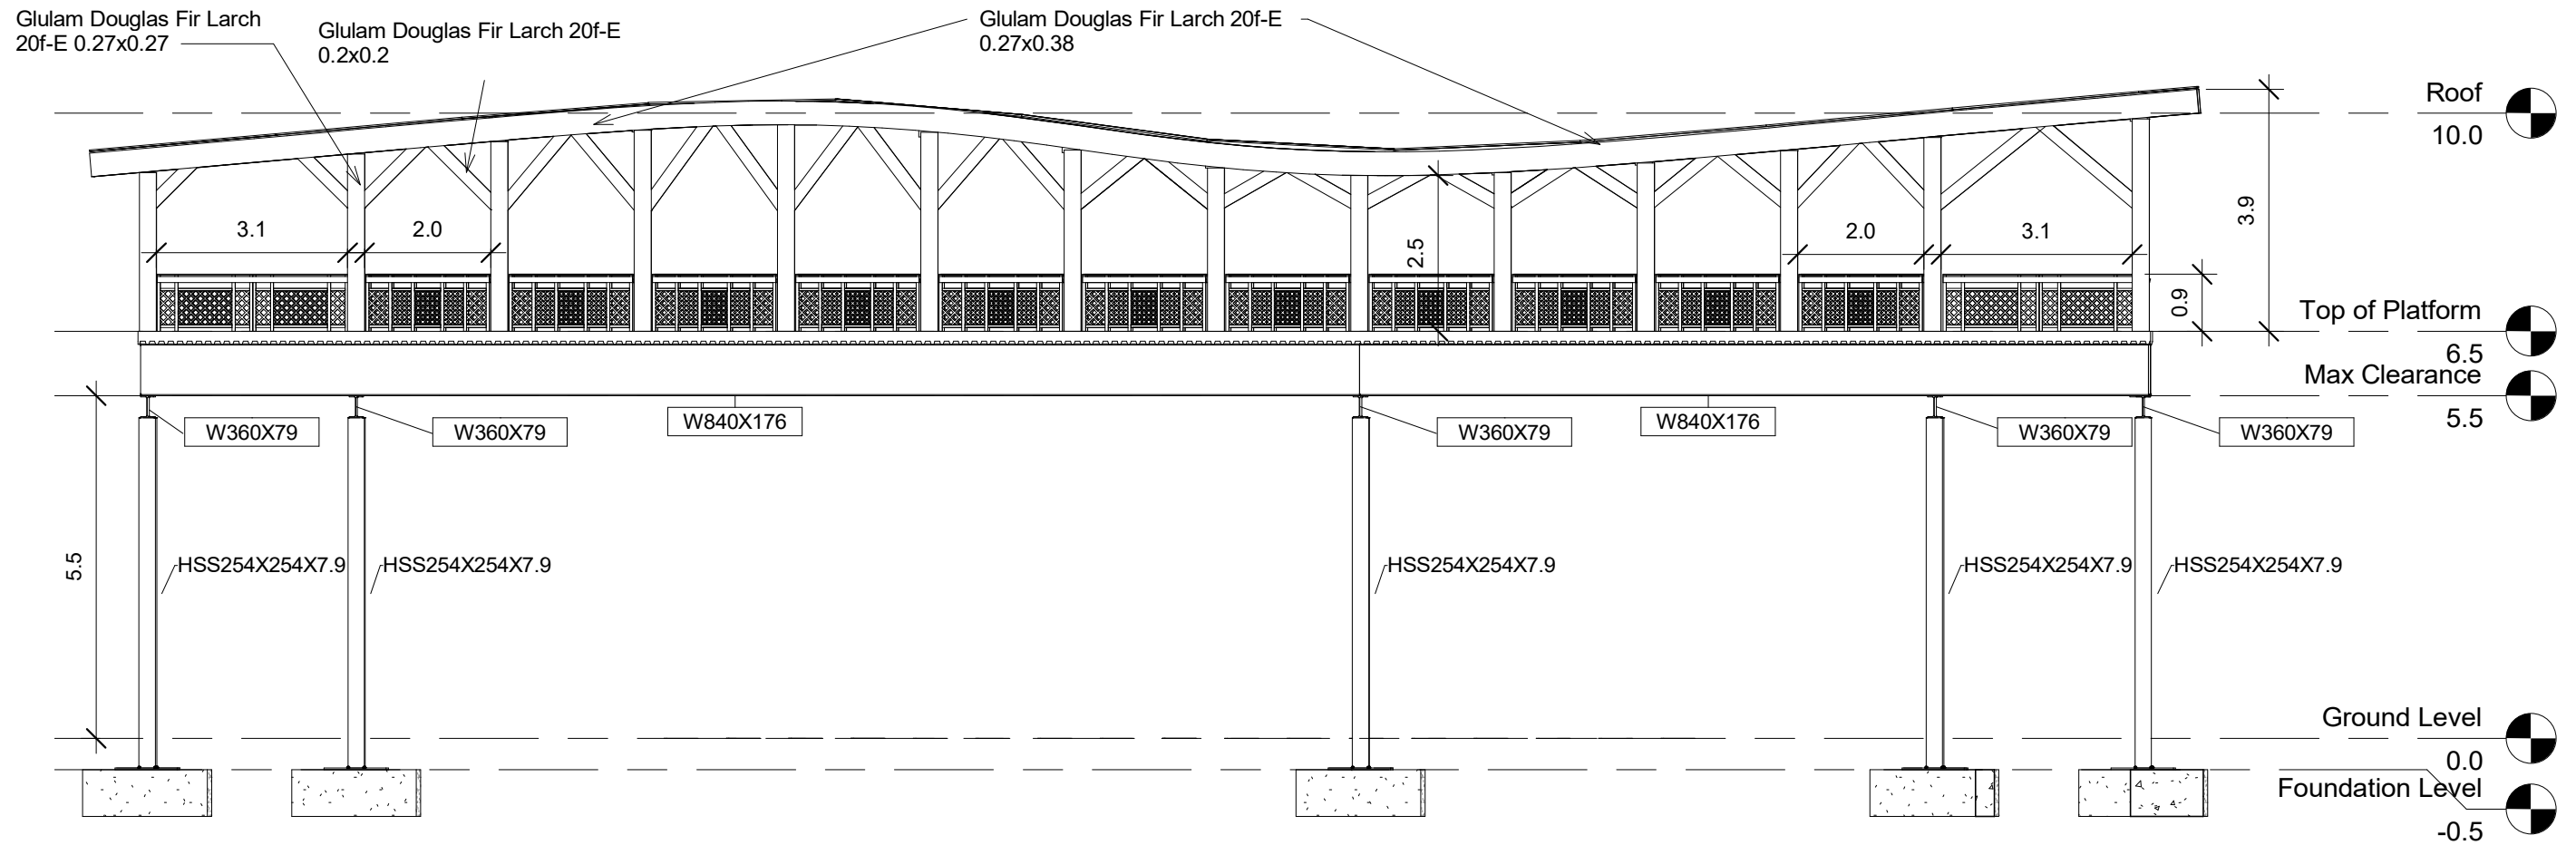 Glulam Douglas Fir Larch
20f-E 0.27x0.27
Glulam Douglas Fir Larch 20f-E
0.2x0.2
Glulam Douglas Fir Larch 20f-E
0.27x0.38
Roof
10.0
3.1
2.0
2.5
2.0
3.1
3.9
0.9
Top of Platform
6.5
Max Clearance
5.5
W360X79
W360X79
W840X176
W360X79
W840X176
W360X79
W360X79
5.5
HSS254X254X7.9
HSS254X254X7.9
HSS254X254X7.9
HSS254X254X7.9
HSS254X254X7.9
Ground Level
0.0
Foundation Level
-0.5